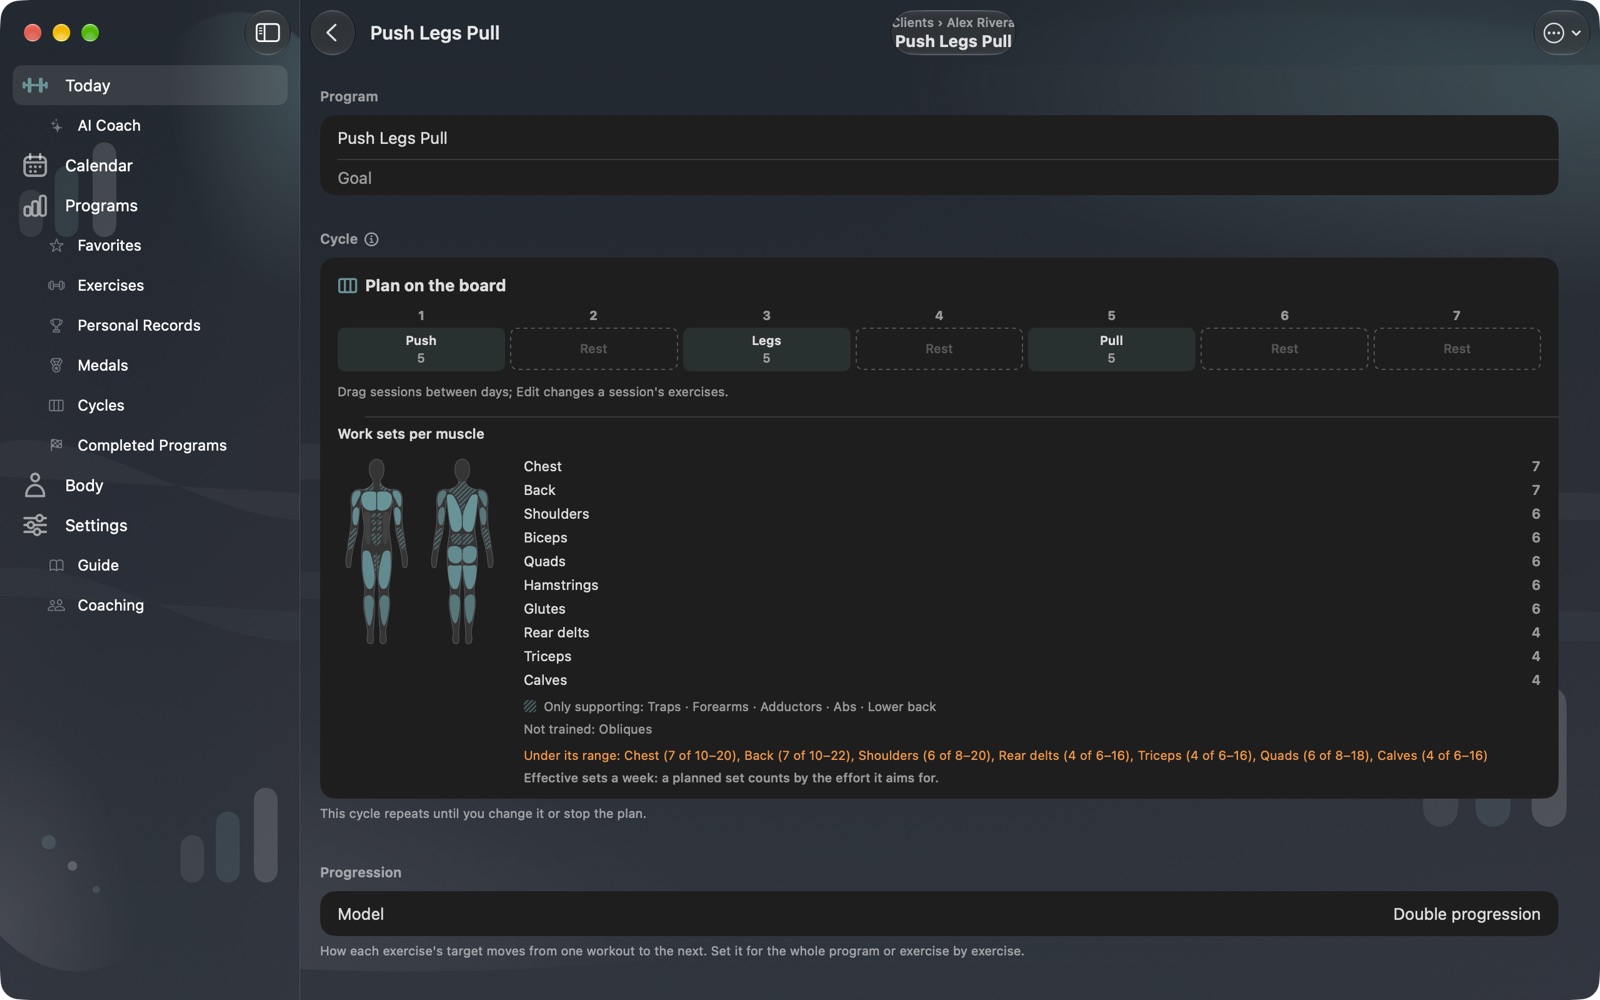 Push Legs Pull
Clients › Alex Rivera
Push Legs Pull
Today
AI Coach
Calendar
Programs
Favorites
Exercises
Personal Records
Medals
Cycles
Completed Programs
Body
Settings
Guide
Coaching
Program
Push Legs Pull
Goal
Cycle
Plan on the board
1 2 3 4 5 6 7
Push Rest Legs Rest Pull Rest Rest
5 5 5
Drag sessions between days; Edit changes a session's exercises.
Work sets per muscle
Chest 7
Back 7
Shoulders 6
Biceps 6
Quads 6
Hamstrings 6
Glutes 6
Rear delts 4
Triceps 4
Calves 4
Only supporting: Traps · Forearms · Adductors · Abs · Lower back
Not trained: Obliques
Under its range: Chest (7 of 10–20), Back (7 of 10–22), Shoulders (6 of 8–20), Rear delts (4 of 6–16), Triceps (4 of 6–16), Quads (6 of 8–18), Calves (4 of 6–16)
Effective sets a week: a planned set counts by the effort it aims for.
This cycle repeats until you change it or stop the plan.
Progression
Model Double progression
How each exercise's target moves from one workout to the next. Set it for the whole program or exercise by exercise.